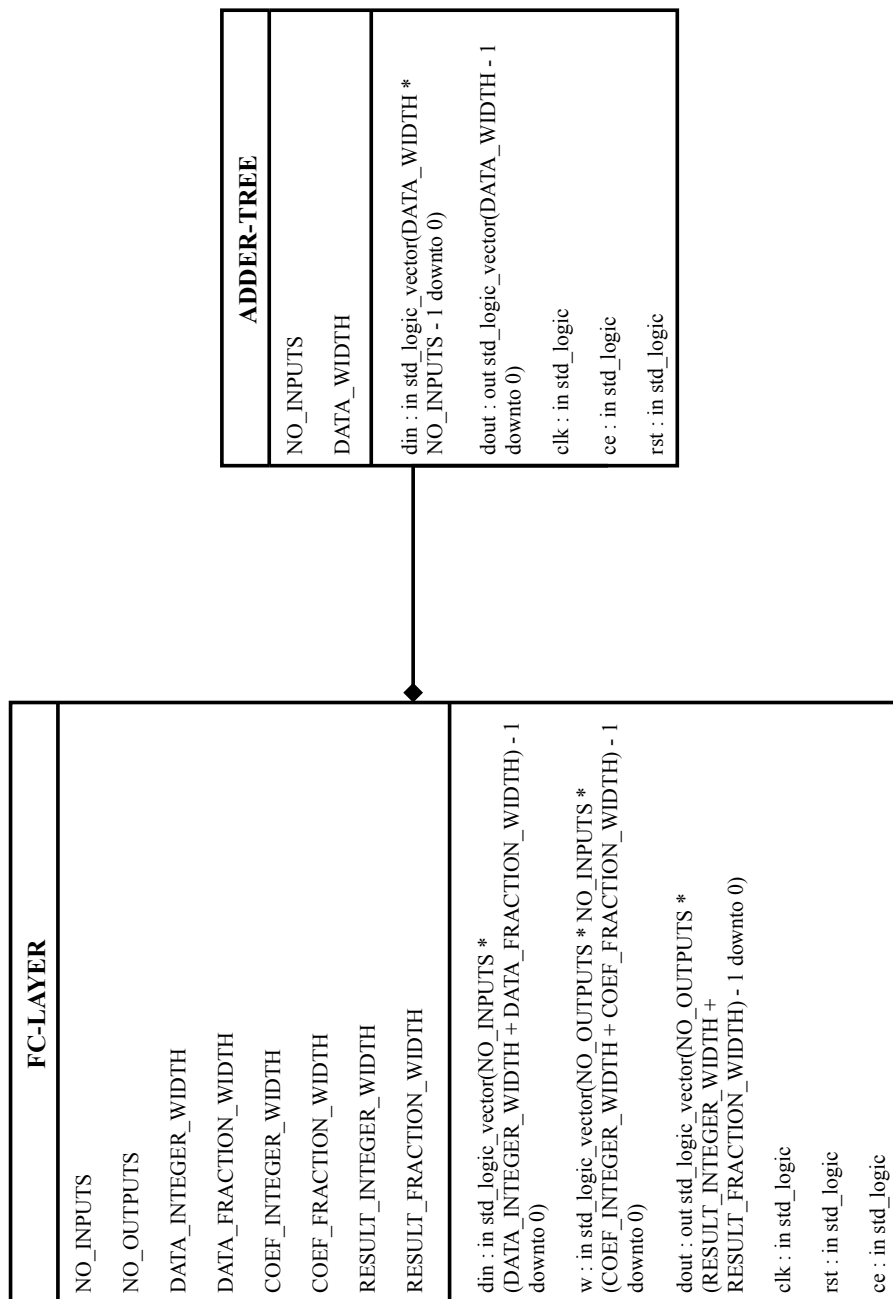 FC-LAYER
NO_INPUTS
NO_OUTPUTS
DATA_INTEGER_WIDTH
DATA_FRACTION_WIDTH
COEF_INTEGER_WIDTH
COEF_FRACTION_WIDTH
RESULT_INTEGER_WIDTH
RESULT_FRACTION_WIDTH
din : in std_logic_vector(NO_INPUTS *
(DATA_INTEGER_WIDTH + DATA_FRACTION_WIDTH) - 1
downto 0)
w : in std_logic_vector(NO_OUTPUTS * NO_INPUTS *
(COEF_INTEGER_WIDTH + COEF_FRACTION_WIDTH) - 1
downto 0)
dout : out std_logic_vector(NO_OUTPUTS *
(RESULT_INTEGER_WIDTH +
RESULT_FRACTION_WIDTH) - 1 downto 0)
clk : in std_logic
rst : in std_logic
ce : in std_logic
ADDER-TREE
NO_INPUTS
DATA_WIDTH
din : in std_logic_vector(DATA_WIDTH *
NO_INPUTS - 1 downto 0)
dout : out std_logic_vector(DATA_WIDTH - 1
downto 0)
clk : in std_logic
ce : in std_logic
rst : in std_logic